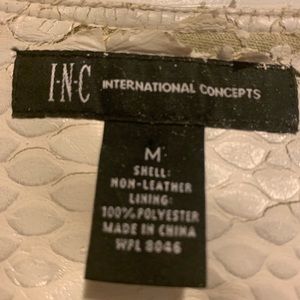 I·N·C INTERNATIONAL CONCEPTS
M
SHELL:
NON-LEATHER
LINING:
100% POLYESTER
MADE IN CHINA
WPL 8046